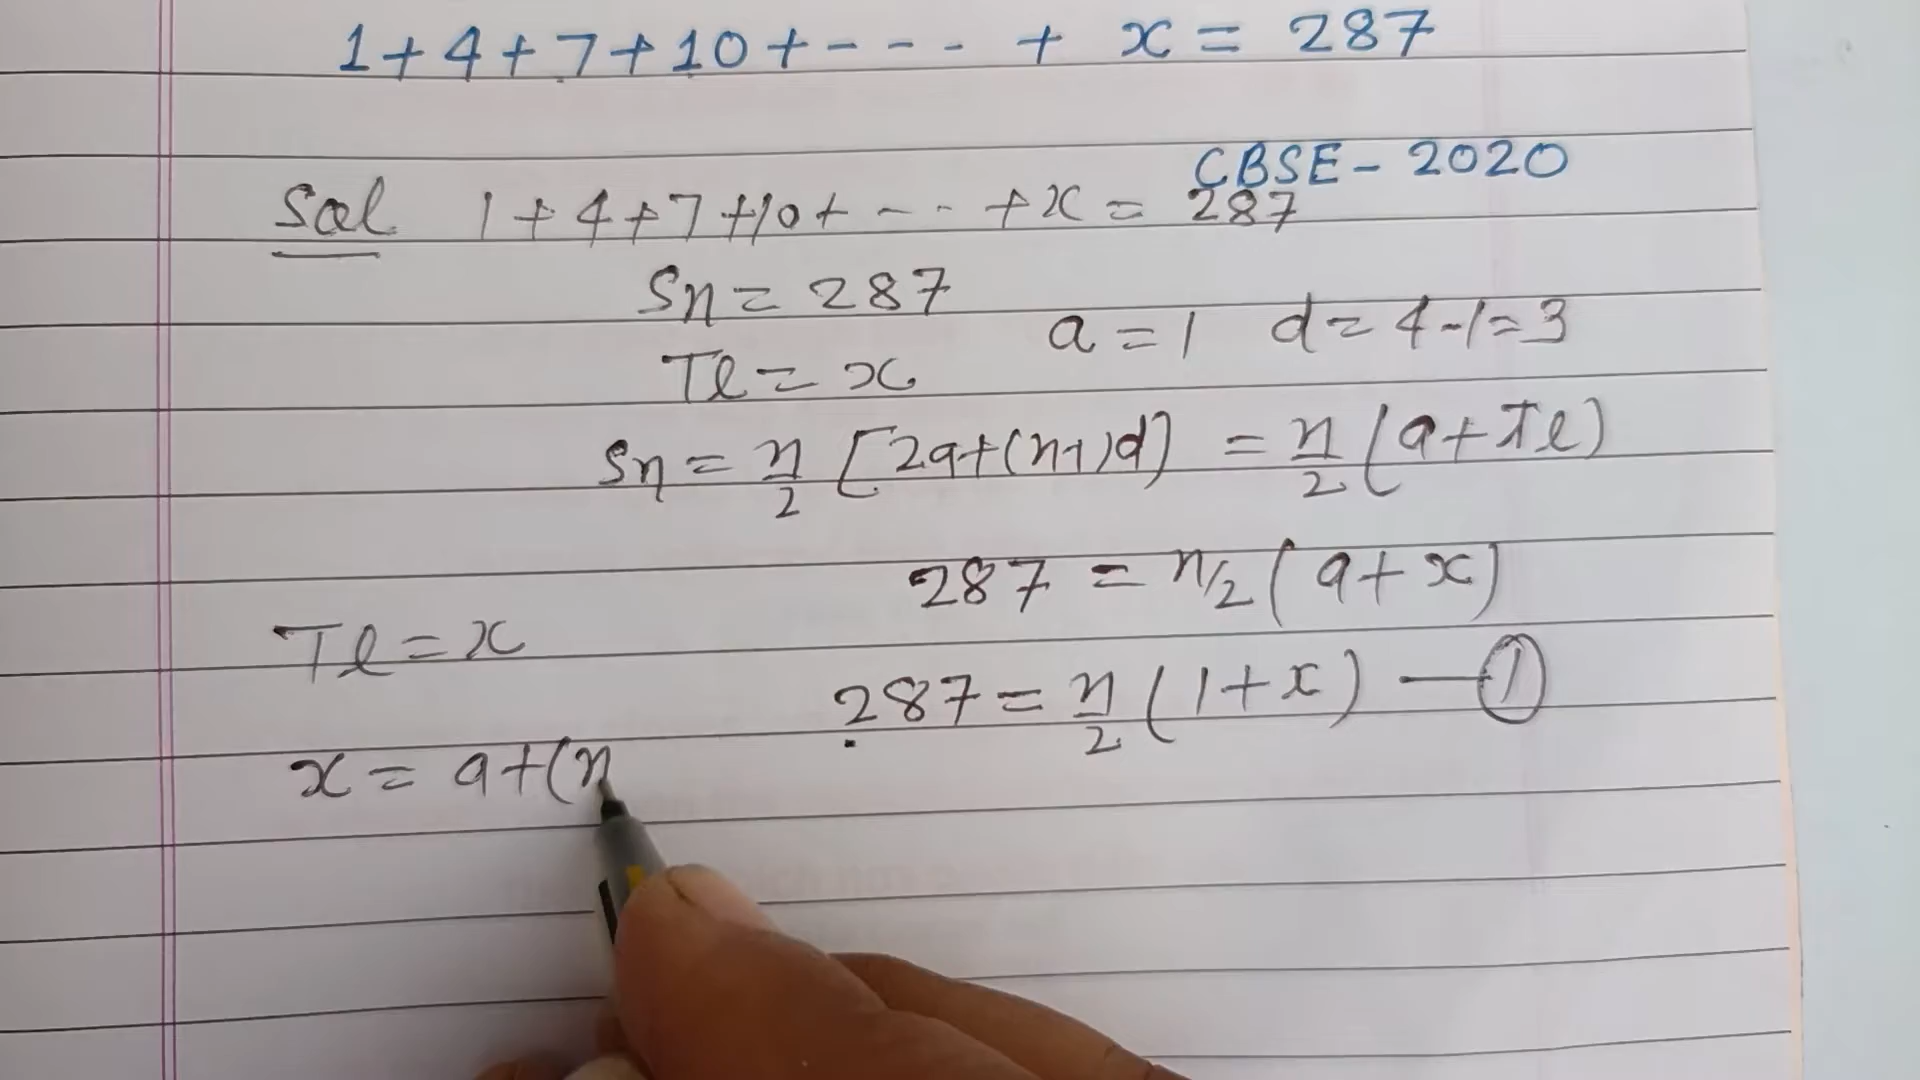 1+4+7+10+---- + x = 287
CBSE-2020
Sol 1+4+7+10+ ---- +x = 287
Sn = 287
a = 1 d = 4-1=3
Tl = x
Sn = n/2 [2a+(n-1)d] = n/2 (a+Tl)
287 = n/2 (a+x)
Tl = x
287 = n/2 (1+x) — ①
x = a+(n